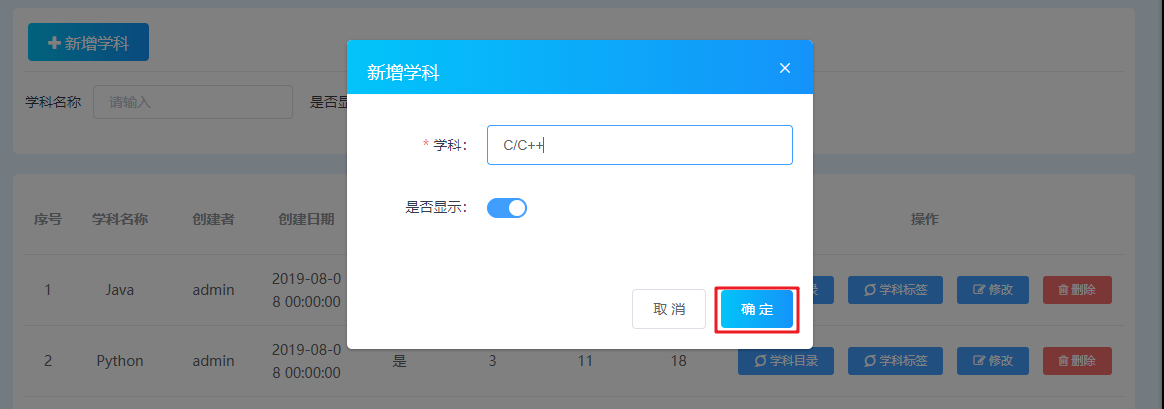 新增学科
新增学科
学科名称 请输入 是否显
* 学科： C/C++
是否显示：
序号 学科名称 创建者 创建日期 操作
取 消 确 定
1 Java admin 2019-08-0 录 学科标签 修改 删除
8 00:00:00
2 Python admin 2019-08-0 是 3 11 18 学科目录 学科标签 修改 删除
8 00:00:00